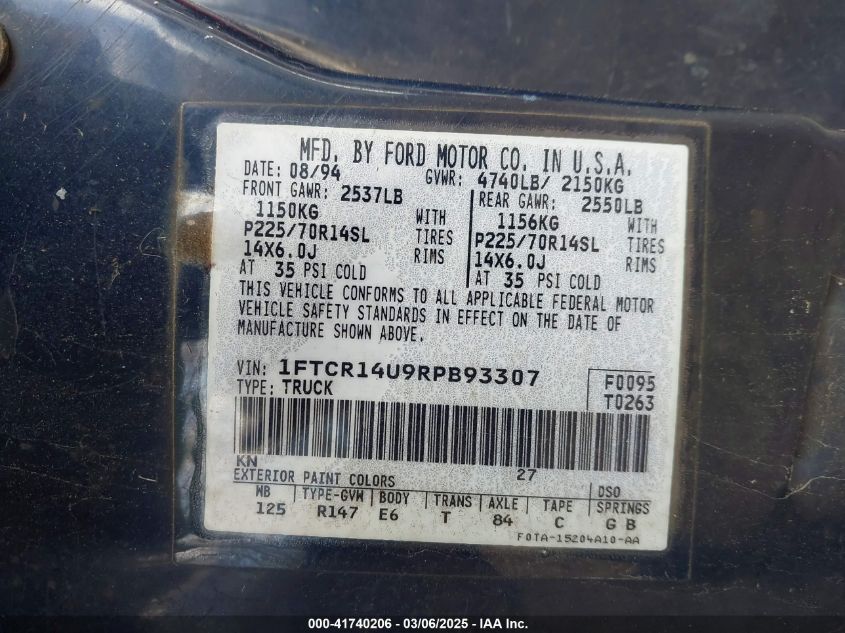 MFD. BY FORD MOTOR CO. IN U.S.A.
DATE: 08/94 GVWR: 4740LB/ 2150KG
FRONT GAWR: 2537LB REAR GAWR: 2550LB
1150KG WITH 1156KG WITH
P225/70R14SL TIRES P225/70R14SL TIRES
14X6.0J RIMS 14X6.0J RIMS
AT 35 PSI COLD AT 35 PSI COLD
THIS VEHICLE CONFORMS TO ALL APPLICABLE FEDERAL MOTOR
VEHICLE SAFETY STANDARDS IN EFFECT ON THE DATE OF
MANUFACTURE SHOWN ABOVE.
VIN: 1FTCR14U9RPB93307 F0095
TYPE: TRUCK T0263
KN 27
EXTERIOR PAINT COLORS DSO
WB TYPE-GVW BODY TRANS AXLE TAPE SPRINGS
125 R147 E6 T 84 C G B
F0TA-15204A10-AA
000-41740206 - 03/06/2025 - IAA Inc.